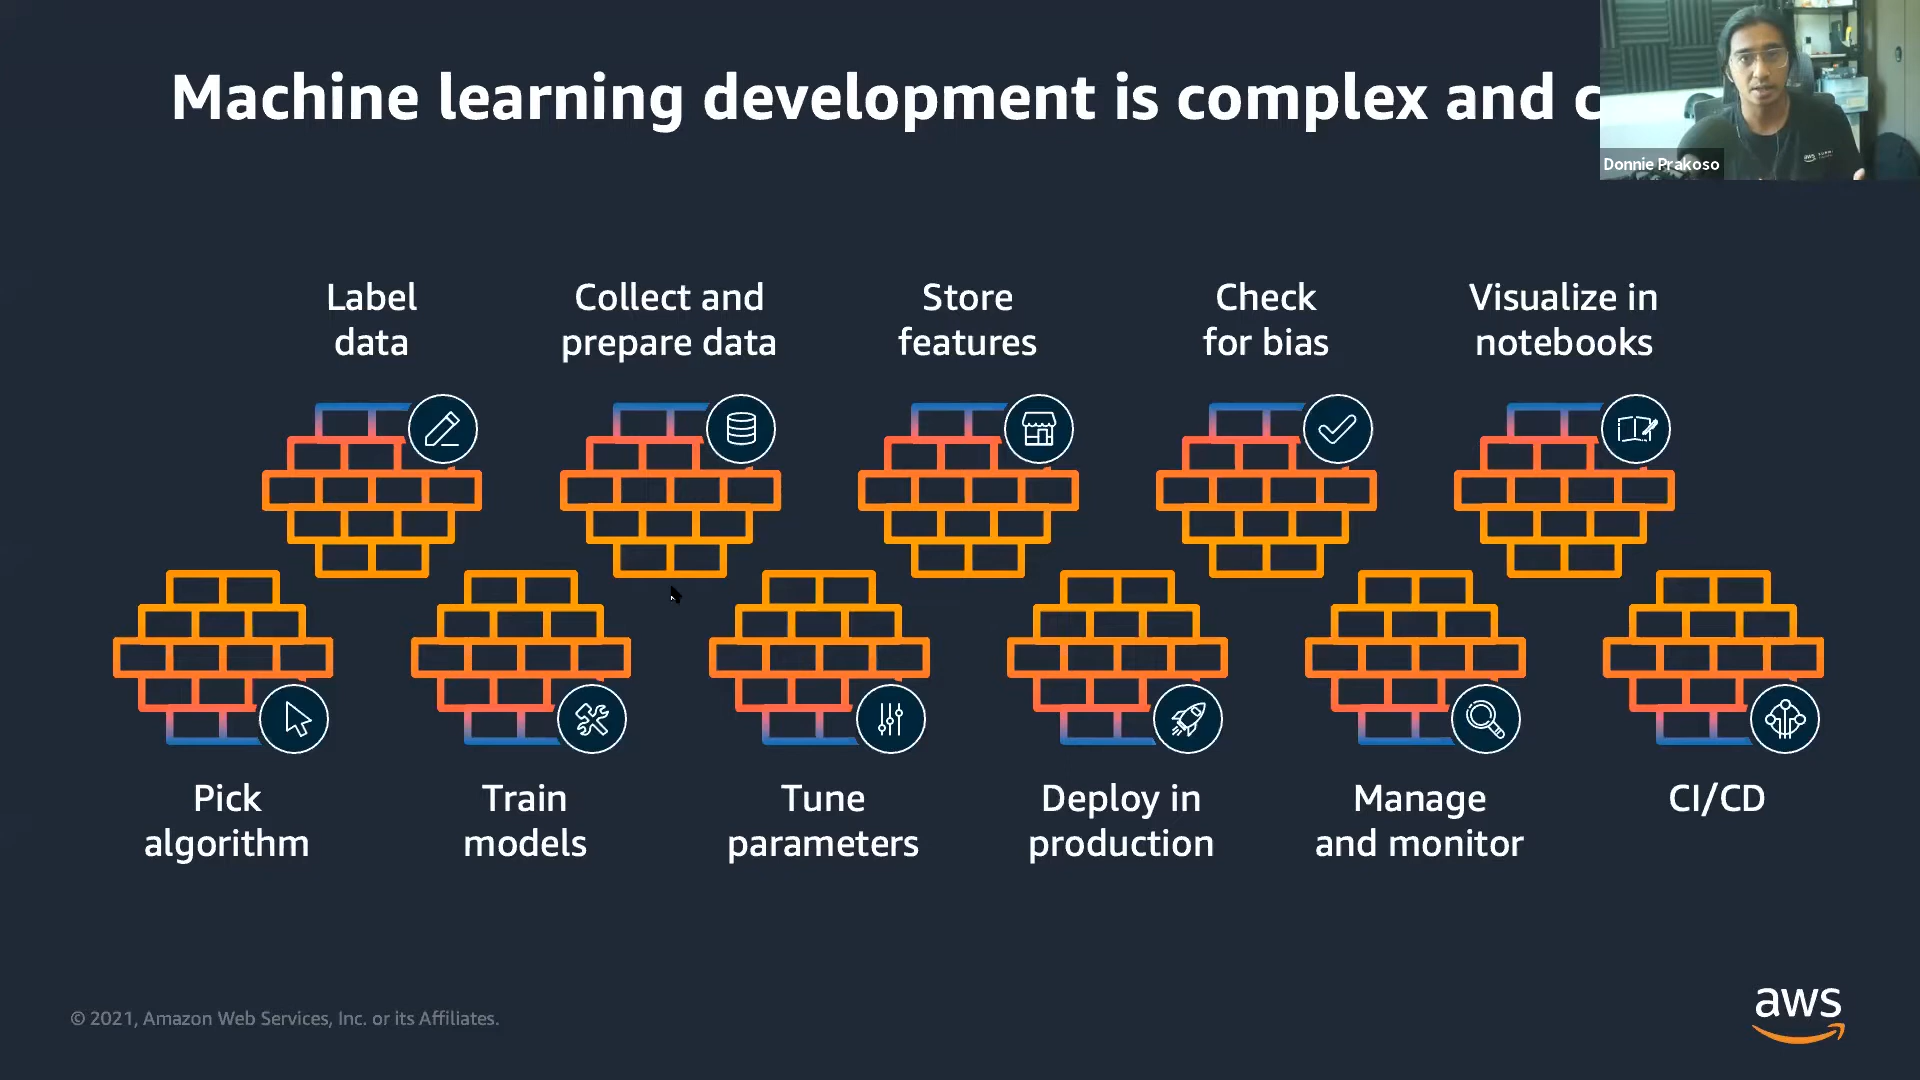 Machine learning development is complex and c
Donnie Prakoso
Label
data
Collect and
prepare data
Store
features
Check
for bias
Visualize in
notebooks
Pick
algorithm
Train
models
Tune
parameters
Deploy in
production
Manage
and monitor
CI/CD
© 2021, Amazon Web Services, Inc. or its Affiliates.
aws